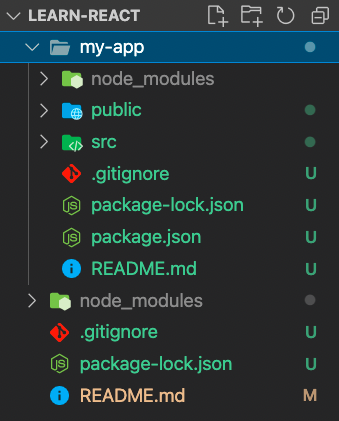 LEARN-REACT
my-app
node_modules
public
src
.gitignore U
package-lock.json U
package.json U
README.md U
node_modules
.gitignore U
package-lock.json U
README.md M